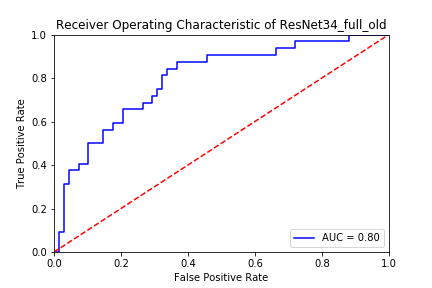 Receiver Operating Characteristic of ResNet34_full_old
True Positive Rate
1.0
0.8
0.6
0.4
0.2
0.0
0.0 0.2 0.4 0.6 0.8 1.0
False Positive Rate
AUC = 0.80